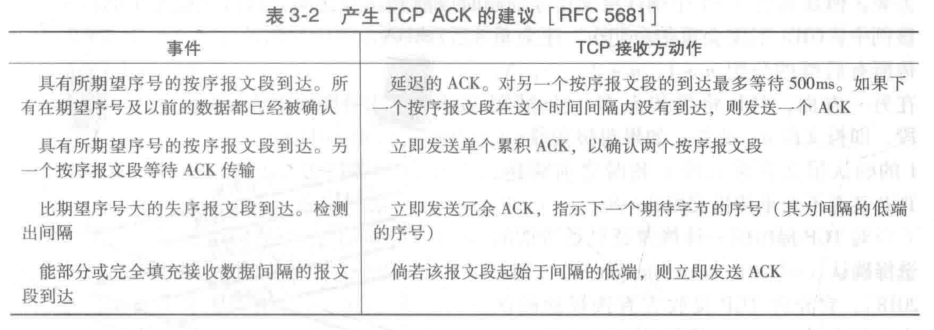 表 3-2 产生 TCP ACK 的建议 [RFC 5681]
事件
TCP 接收方动作
具有所期望序号的按序报文段到达。所
有在期望序号及以前的数据都已经被确认
延迟的 ACK。对另一个按序报文段的到达最多等待 500ms。如果下
一个按序报文段在这个时间间隔内没有到达，则发送一个 ACK
具有所期望序号的按序报文段到达。另
一个按序报文段等待 ACK 传输
立即发送单个累积 ACK，以确认两个按序报文段
比期望序号大的失序报文段到达。检测
出间隔
立即发送冗余 ACK，指示下一个期待字节的序号（其为间隔的低端
的序号）
能部分或完全填充接收数据间隔的报文
段到达
倘若该报文段起始于间隔的低端，则立即发送 ACK